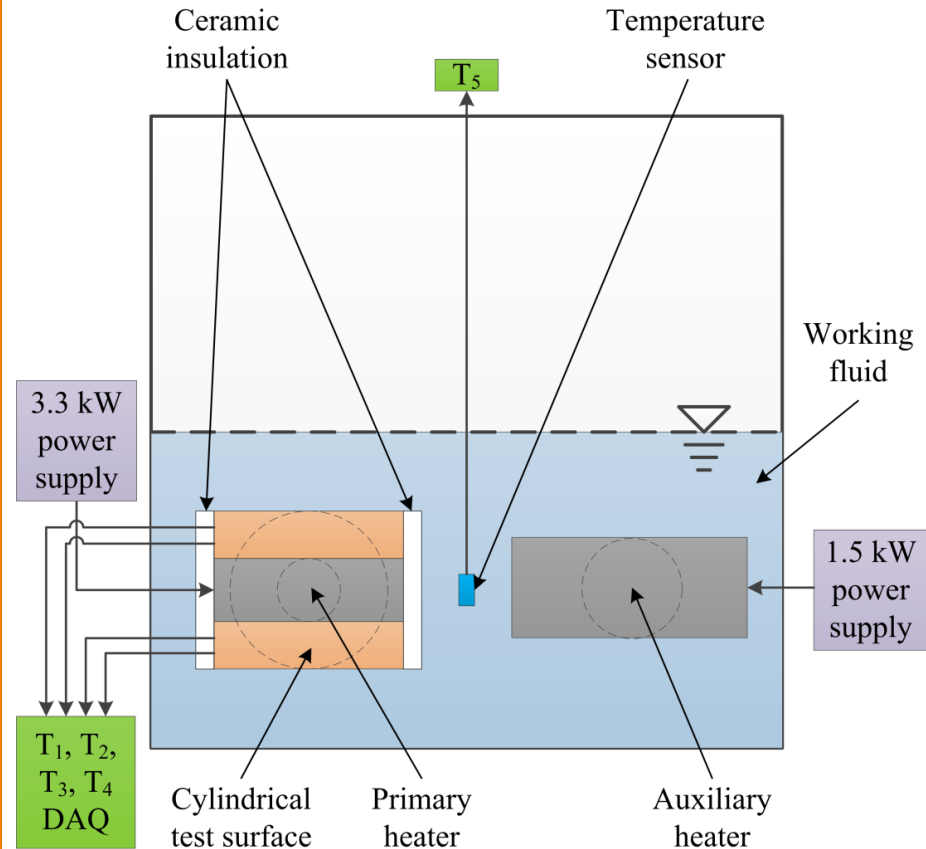 Ceramic
insulation
Temperature
sensor
T₅
Working
fluid
3.3 kW
power
supply
1.5 kW
power
supply
T₁, T₂,
T₃, T₄
DAQ
Cylindrical
test surface
Primary
heater
Auxiliary
heater